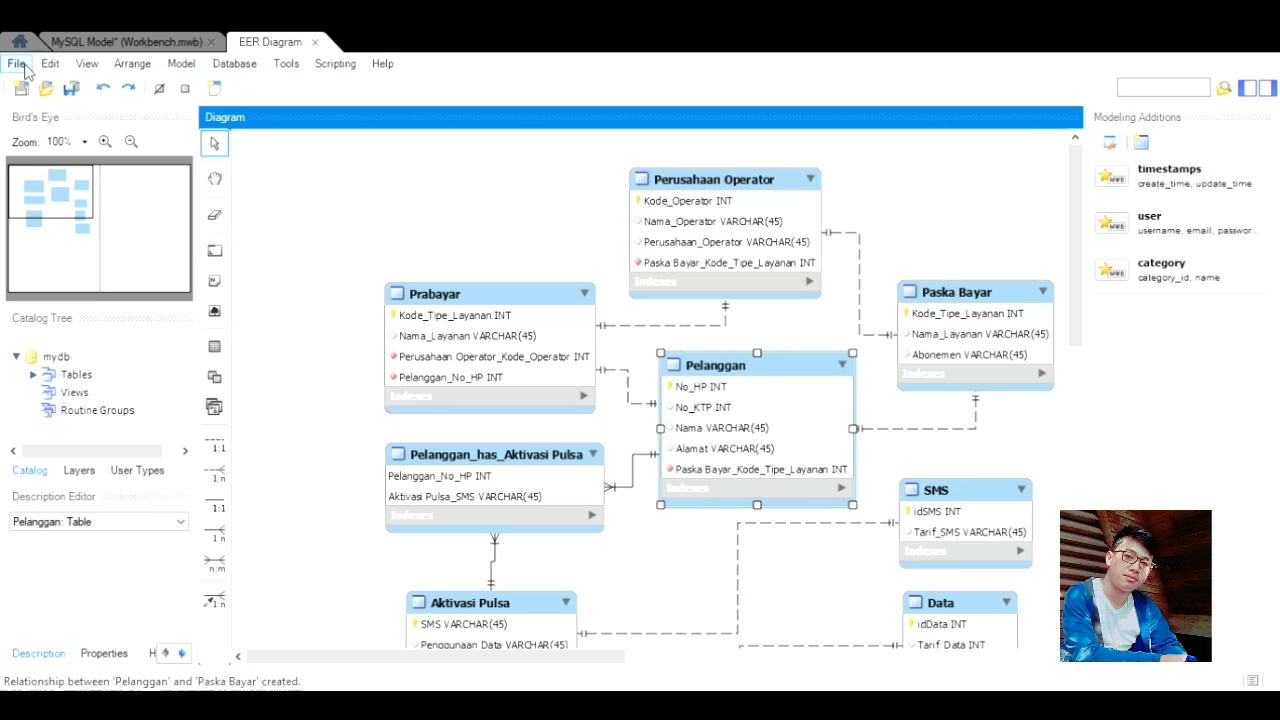 MySQL Model* (Workbench.mwb) ×
EER Diagram ×
File Edit View Arrange Model Database Tools Scripting Help
Bird's Eye
Zoom: 100%
Catalog Tree
mydb
Tables
Views
Routine Groups
Catalog Layers User Types
Description Editor
Pelanggan: Table
Description Properties H
Diagram
1:1
1:n
1:1
1:n
n:m
1:n
Perusahaan Operator
Kode_Operator INT
Nama_Operator VARCHAR(45)
Perusahaan_Operator VARCHAR(45)
Paska Bayar_Kode_Tipe_Layanan INT
Indexes
Prabayar
Kode_Tipe_Layanan INT
Nama_Layanan VARCHAR(45)
Perusahaan Operator_Kode_Operator INT
Pelanggan_No_HP INT
Indexes
Paska Bayar
Kode_Tipe_Layanan INT
Nama_Layanan VARCHAR(45)
Abonemen VARCHAR(45)
Indexes
Pelanggan
No_HP INT
No_KTP INT
Nama VARCHAR(45)
Alamat VARCHAR(45)
Paska Bayar_Kode_Tipe_Layanan INT
Indexes
Pelanggan_has_Aktivasi Pulsa
Pelanggan_No_HP INT
Aktivasi Pulsa_SMS VARCHAR(45)
Indexes
SMS
idSMS INT
Tarif_SMS VARCHAR(45)
Indexes
Aktivasi Pulsa
SMS VARCHAR(45)
Penggunaan Data VARCHAR(45)
Data
idData INT
Tarif Data INT
Modeling Additions
timestamps
create_time, update_time
user
username, email, passwor...
category
category_id, name
Relationship between 'Pelanggan' and 'Paska Bayar' created.